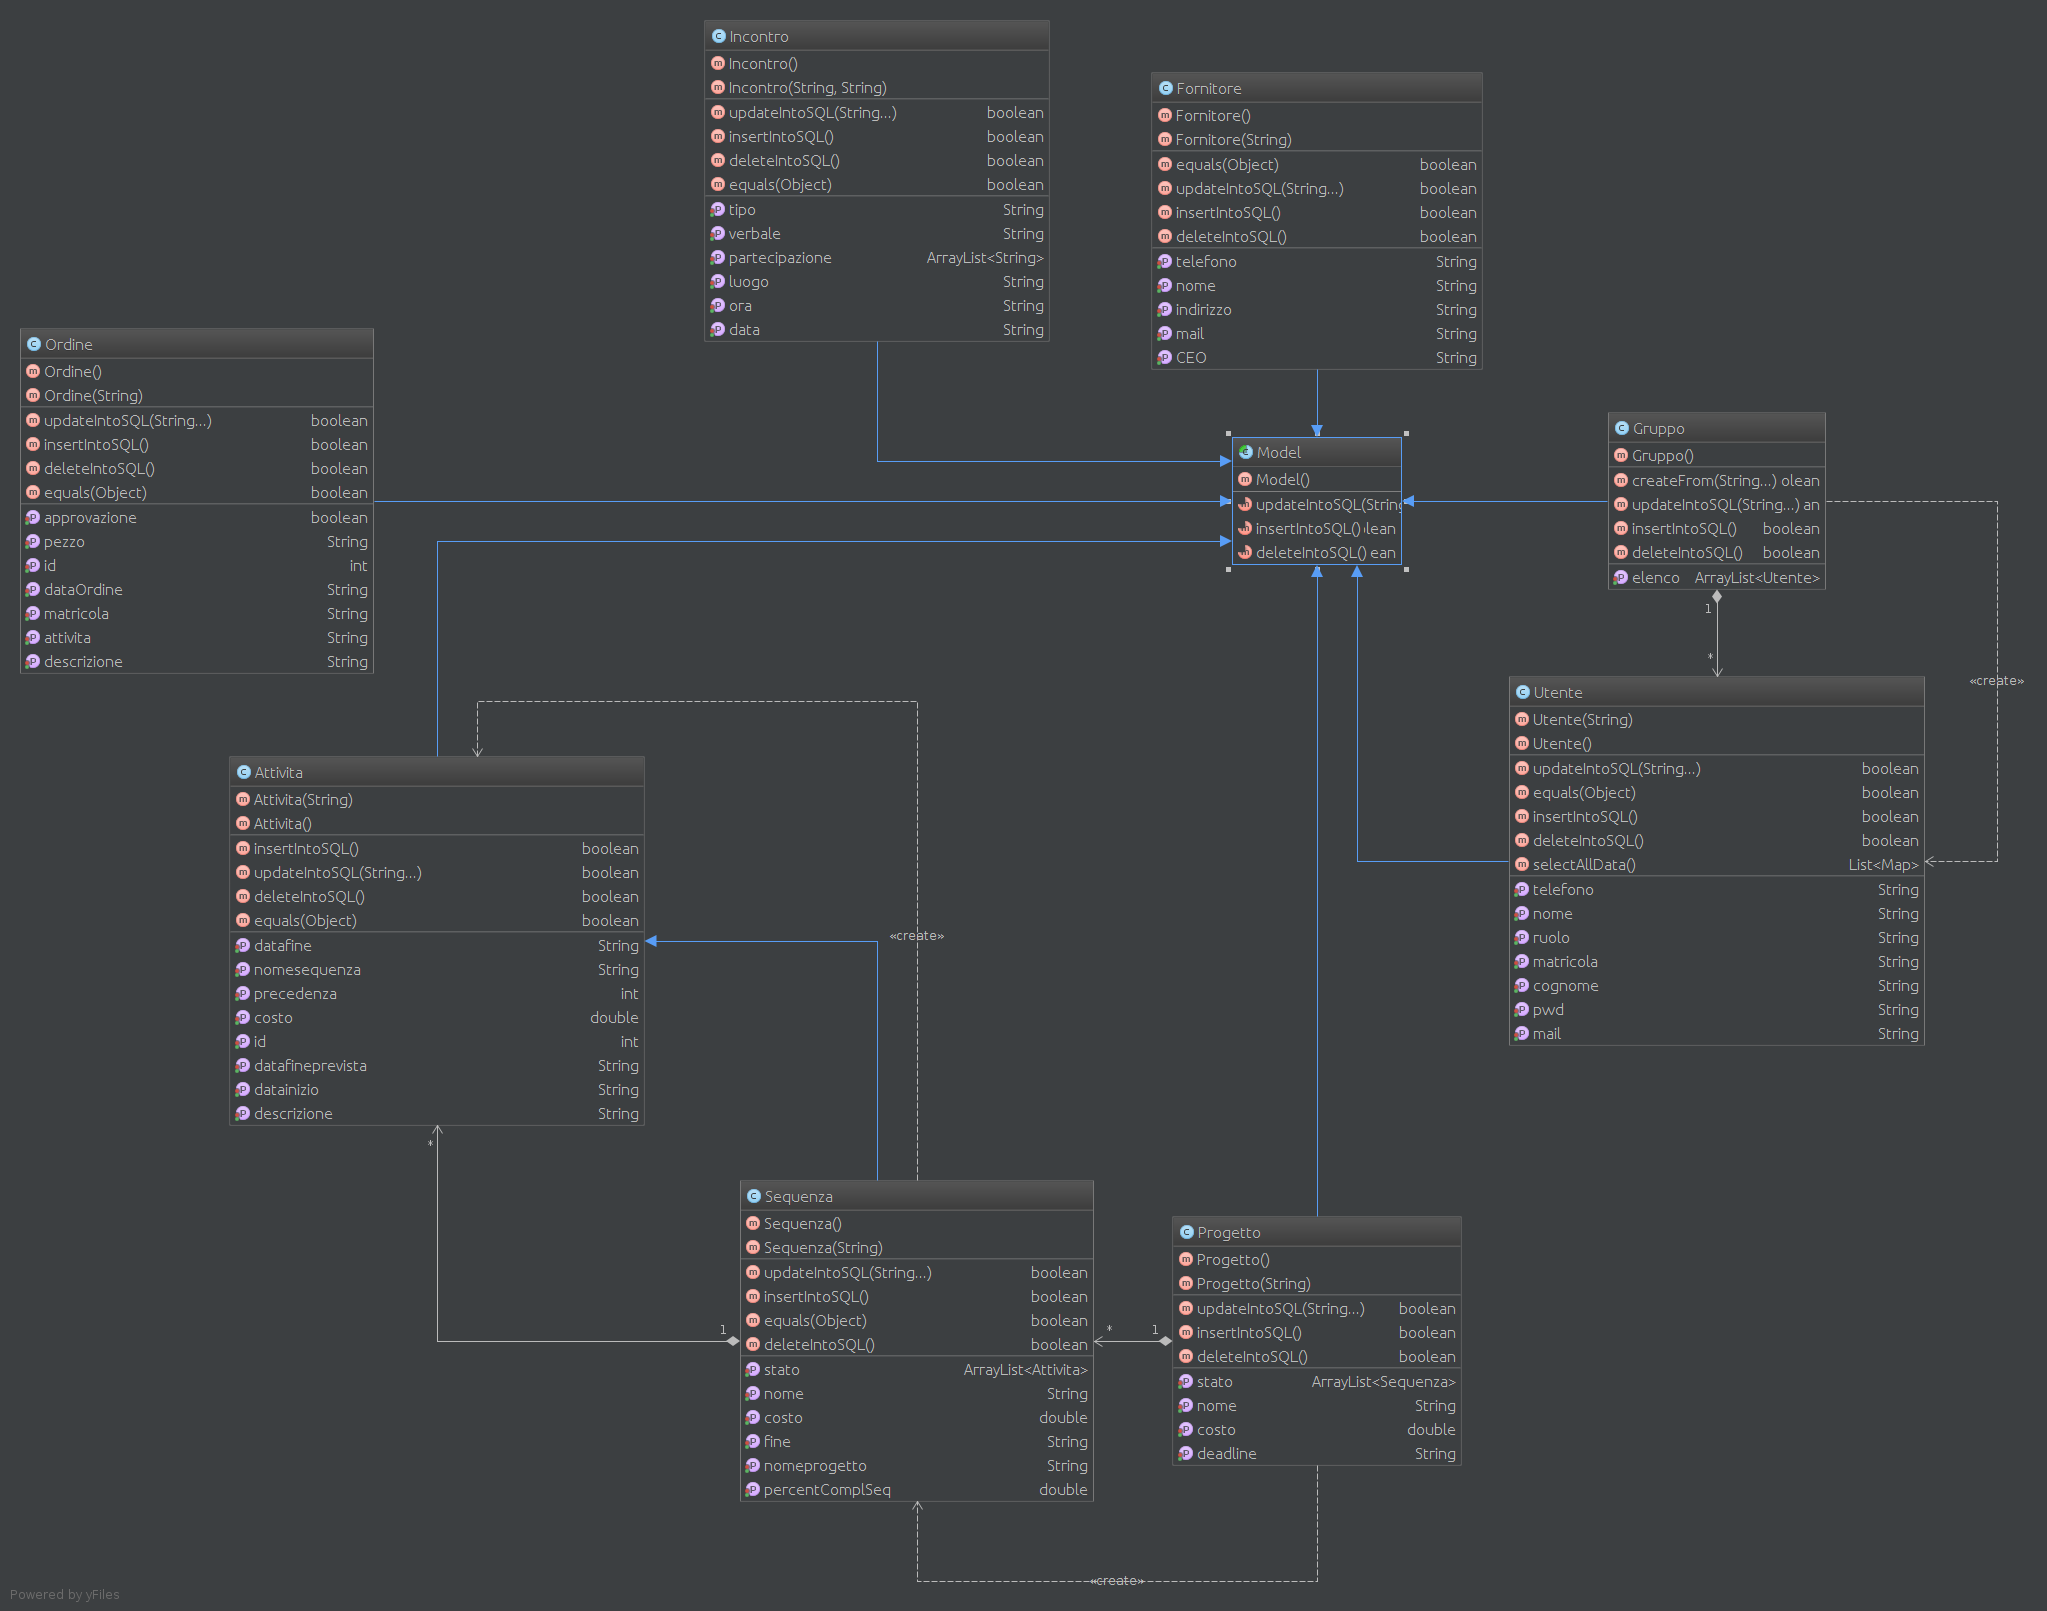 Incontro
Incontro()
Incontro(String, String)
updateIntoSQL(String...) boolean
insertIntoSQL() boolean
deleteIntoSQL() boolean
equals(Object) boolean
tipo String
verbale String
partecipazione ArrayList<String>
luogo String
ora String
data String
Fornitore
Fornitore()
Fornitore(String)
equals(Object) boolean
updateIntoSQL(String...) boolean
insertIntoSQL() boolean
deleteIntoSQL() boolean
telefono String
nome String
indirizzo String
mail String
CEO String
Ordine
Ordine()
Ordine(String)
updateIntoSQL(String...) boolean
insertIntoSQL() boolean
deleteIntoSQL() boolean
equals(Object) boolean
approvazione boolean
pezzo String
id int
dataOrdine String
matricola String
attivita String
descrizione String
Model
Model()
updateIntoSQL(String
insertIntoSQL() lean
deleteIntoSQL() ean
Gruppo
Gruppo()
createFrom(String...) olean
updateIntoSQL(String...) an
insertIntoSQL() boolean
deleteIntoSQL() boolean
elenco ArrayList<Utente>
1
*
«create»
Utente
Utente(String)
Utente()
updateIntoSQL(String...) boolean
equals(Object) boolean
insertIntoSQL() boolean
deleteIntoSQL() boolean
selectAllData() List<Map>
telefono String
nome String
ruolo String
matricola String
cognome String
pwd String
mail String
Attivita
Attivita(String)
Attivita()
insertIntoSQL() boolean
updateIntoSQL(String...) boolean
deleteIntoSQL() boolean
equals(Object) boolean
datafine String
nomesequenza String
precedenza int
costo double
id int
datafineprevista String
datainizio String
descrizione String
«create»
*
1
Sequenza
Sequenza()
Sequenza(String)
updateIntoSQL(String...) boolean
insertIntoSQL() boolean
equals(Object) boolean
deleteIntoSQL() boolean
stato ArrayList<Attivita>
nome String
costo double
fine String
nomeprogetto String
percentComplSeq double
*
1
Progetto
Progetto()
Progetto(String)
updateIntoSQL(String...) boolean
insertIntoSQL() boolean
deleteIntoSQL() boolean
stato ArrayList<Sequenza>
nome String
costo double
deadline String
«create»
Powered by yFiles